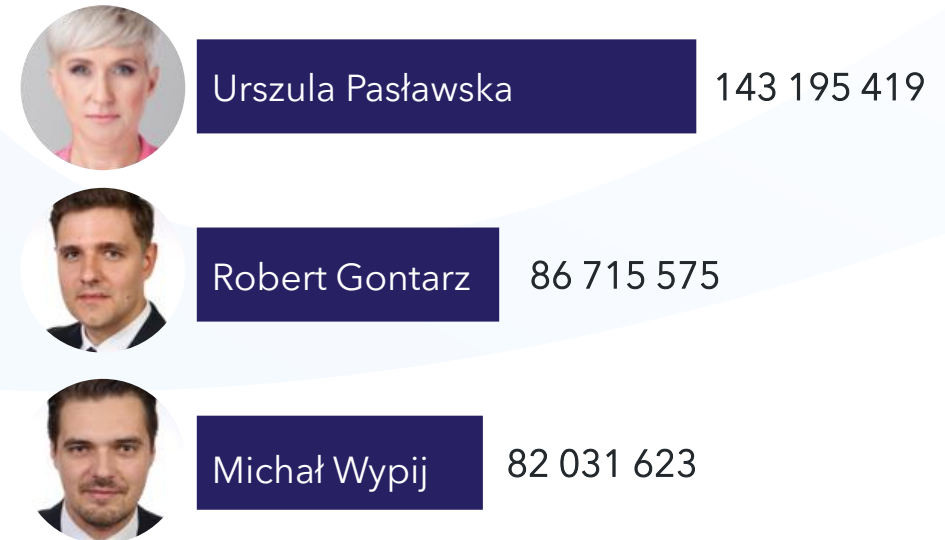 Urszula Pasławska 143 195 419
Robert Gontarz 86 715 575
Michał Wypij 82 031 623